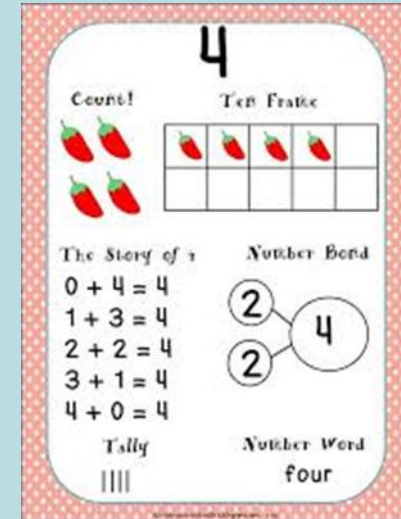 4
Count!
Ten Frame
The Story of 4
0 + 4 = 4
1 + 3 = 4
2 + 2 = 4
3 + 1 = 4
4 + 0 = 4
Number Bond
2
4
2
Tally
Number Word
four